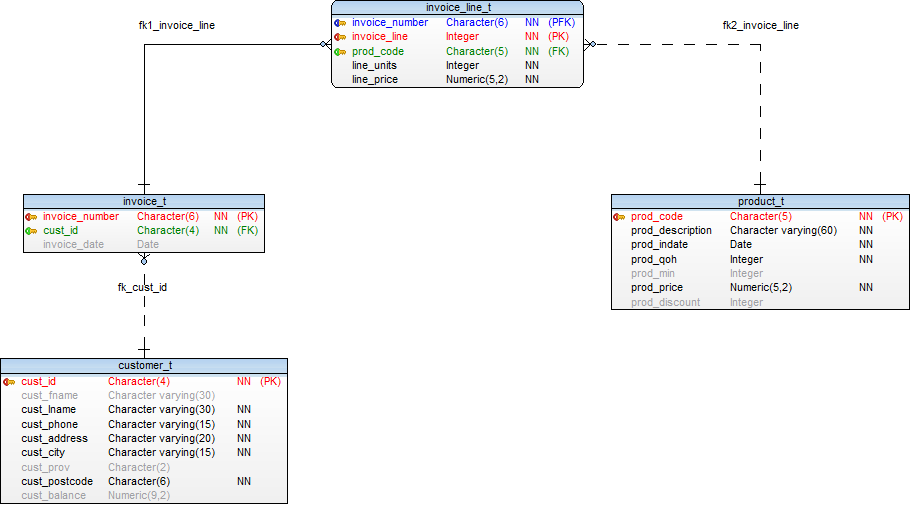 invoice_line_t
fk1_invoice_line
fk2_invoice_line
invoice_number Character(6) NN (PFK)
invoice_line Integer NN (PK)
prod_code Character(5) NN (FK)
line_units Integer NN
line_price Numeric(5,2) NN
invoice_t
invoice_number Character(6) NN (PK)
cust_id Character(4) NN (FK)
invoice_date Date
product_t
prod_code Character(5) NN (PK)
prod_description Character varying(60) NN
prod_indate Date NN
prod_qoh Integer NN
prod_min Integer
prod_price Numeric(5,2) NN
prod_discount Integer
fk_cust_id
customer_t
cust_id Character(4) NN (PK)
cust_fname Character varying(30)
cust_lname Character varying(30) NN
cust_phone Character varying(15) NN
cust_address Character varying(20) NN
cust_city Character varying(15) NN
cust_prov Character(2)
cust_postcode Character(6) NN
cust_balance Numeric(9,2)